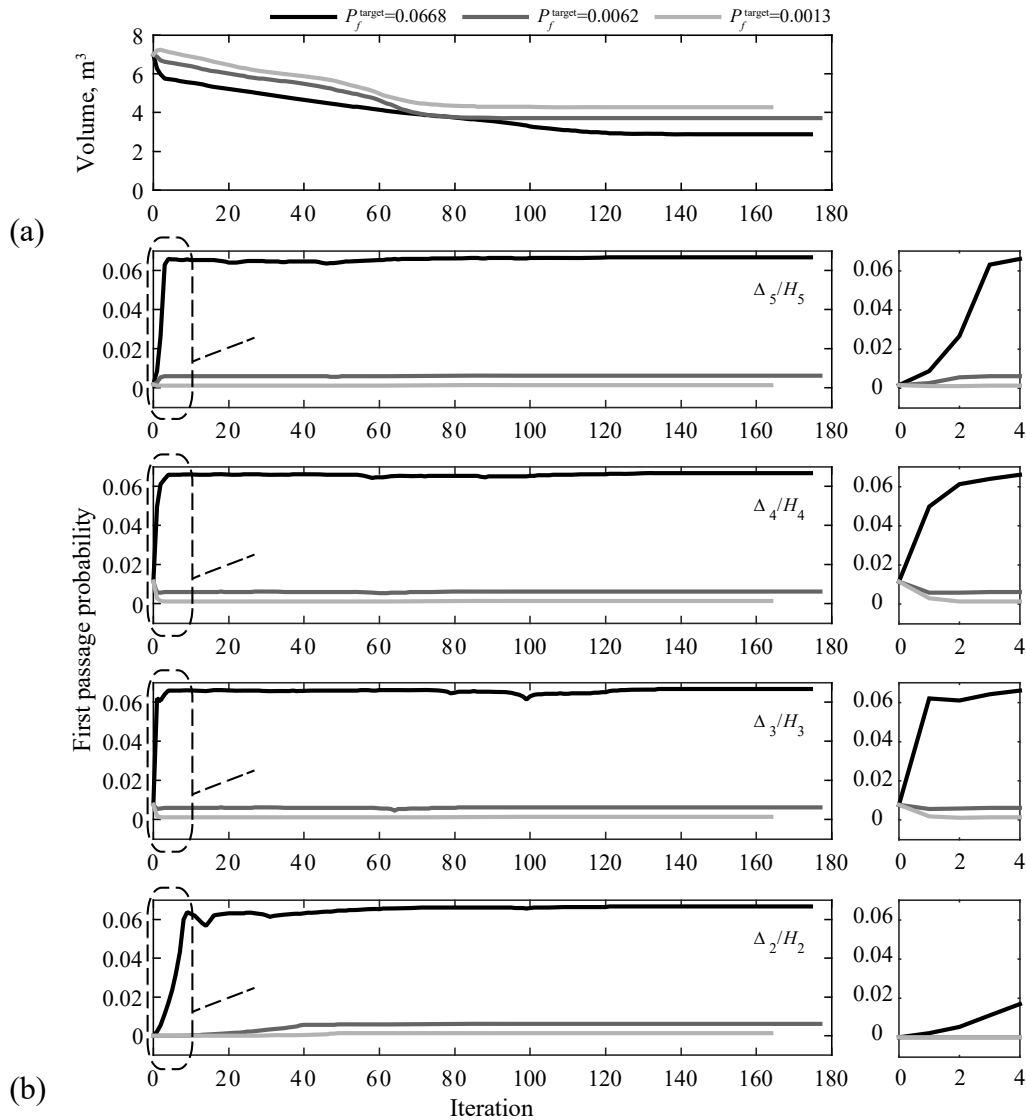 P_f^target=0.0668 P_f^target=0.0062 P_f^target=0.0013
8
6
4
2
0
Volume, m³
0 20 40 60 80 100 120 140 160 180
(a)
0.06
0.04
0.02
0
Δ₅/H₅
0 20 40 60 80 100 120 140 160 180
0.06
0.04
0.02
0
0 2 4
0.06
0.04
0.02
0
Δ₄/H₄
0 20 40 60 80 100 120 140 160 180
0.06
0.04
0.02
0
0 2 4
First passage probability
0.06
0.04
0.02
0
Δ₃/H₃
0 20 40 60 80 100 120 140 160 180
0.06
0.04
0.02
0
0 2 4
0.06
0.04
0.02
0
Δ₂/H₂
0 20 40 60 80 100 120 140 160 180
0.06
0.04
0.02
0
0 2 4
(b)
Iteration